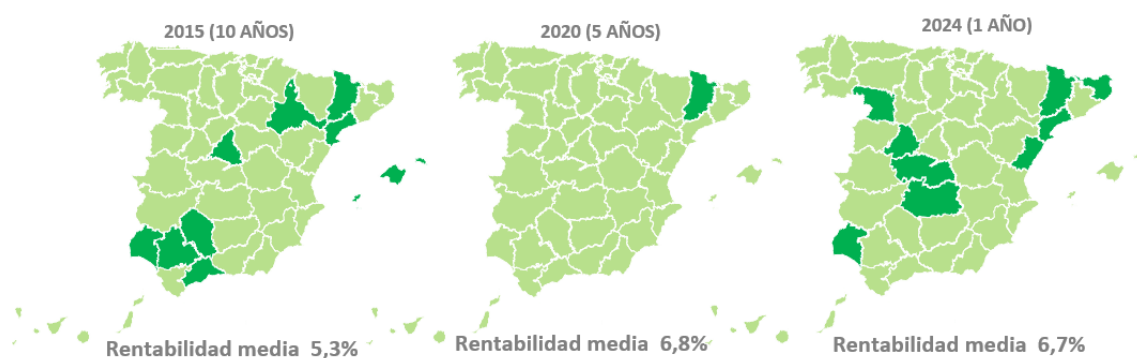 2015 (10 AÑOS)
2020 (5 AÑOS)
2024 (1 AÑO)
Rentabilidad media 5,3%
Rentabilidad media 6,8%
Rentabilidad media 6,7%